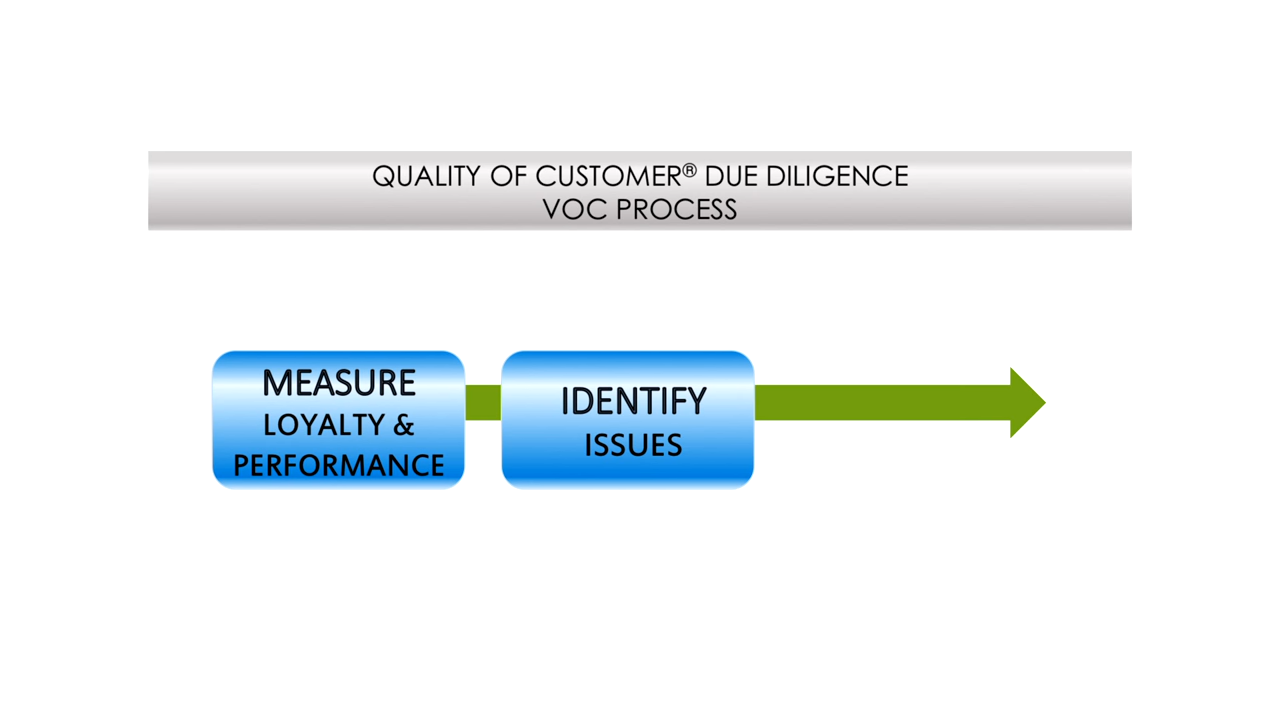 QUALITY OF CUSTOMER® DUE DILIGENCE
VOC PROCESS
MEASURE
LOYALTY &
PERFORMANCE
IDENTIFY
ISSUES